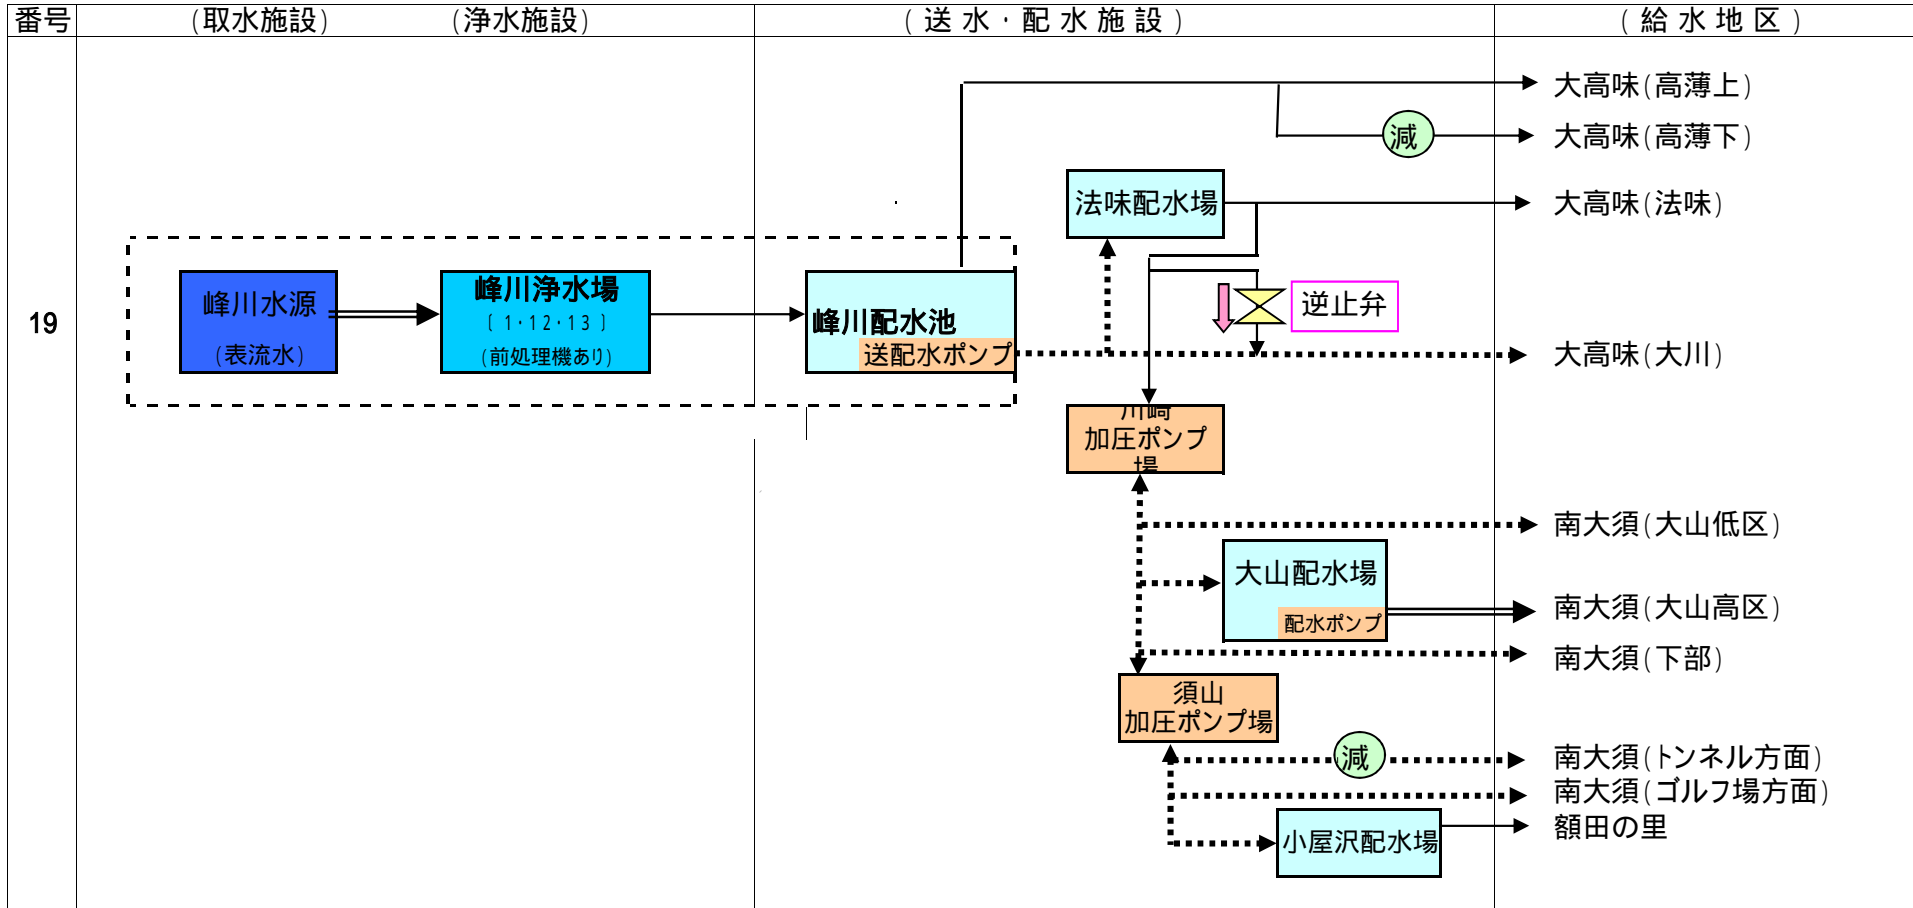 番号
(取水施設)
(浄水施設)
(送水・配水施設)
(給水地区)
大高味(高薄上)
減
大高味(高薄下)
法味配水場
大高味(法味)
19
峰川水源
(表流水)
峰川浄水場
〔1・12・13〕
(前処理機あり)
峰川配水池
送配水ポンプ
逆止弁
大高味(大川)
川崎
加圧ポンプ
場
南大須(大山低区)
大山配水場
配水ポンプ
南大須(大山高区)
南大須(下部)
須山
加圧ポンプ場
減
南大須(トンネル方面)
南大須(ゴルフ場方面)
小屋沢配水場
額田の里